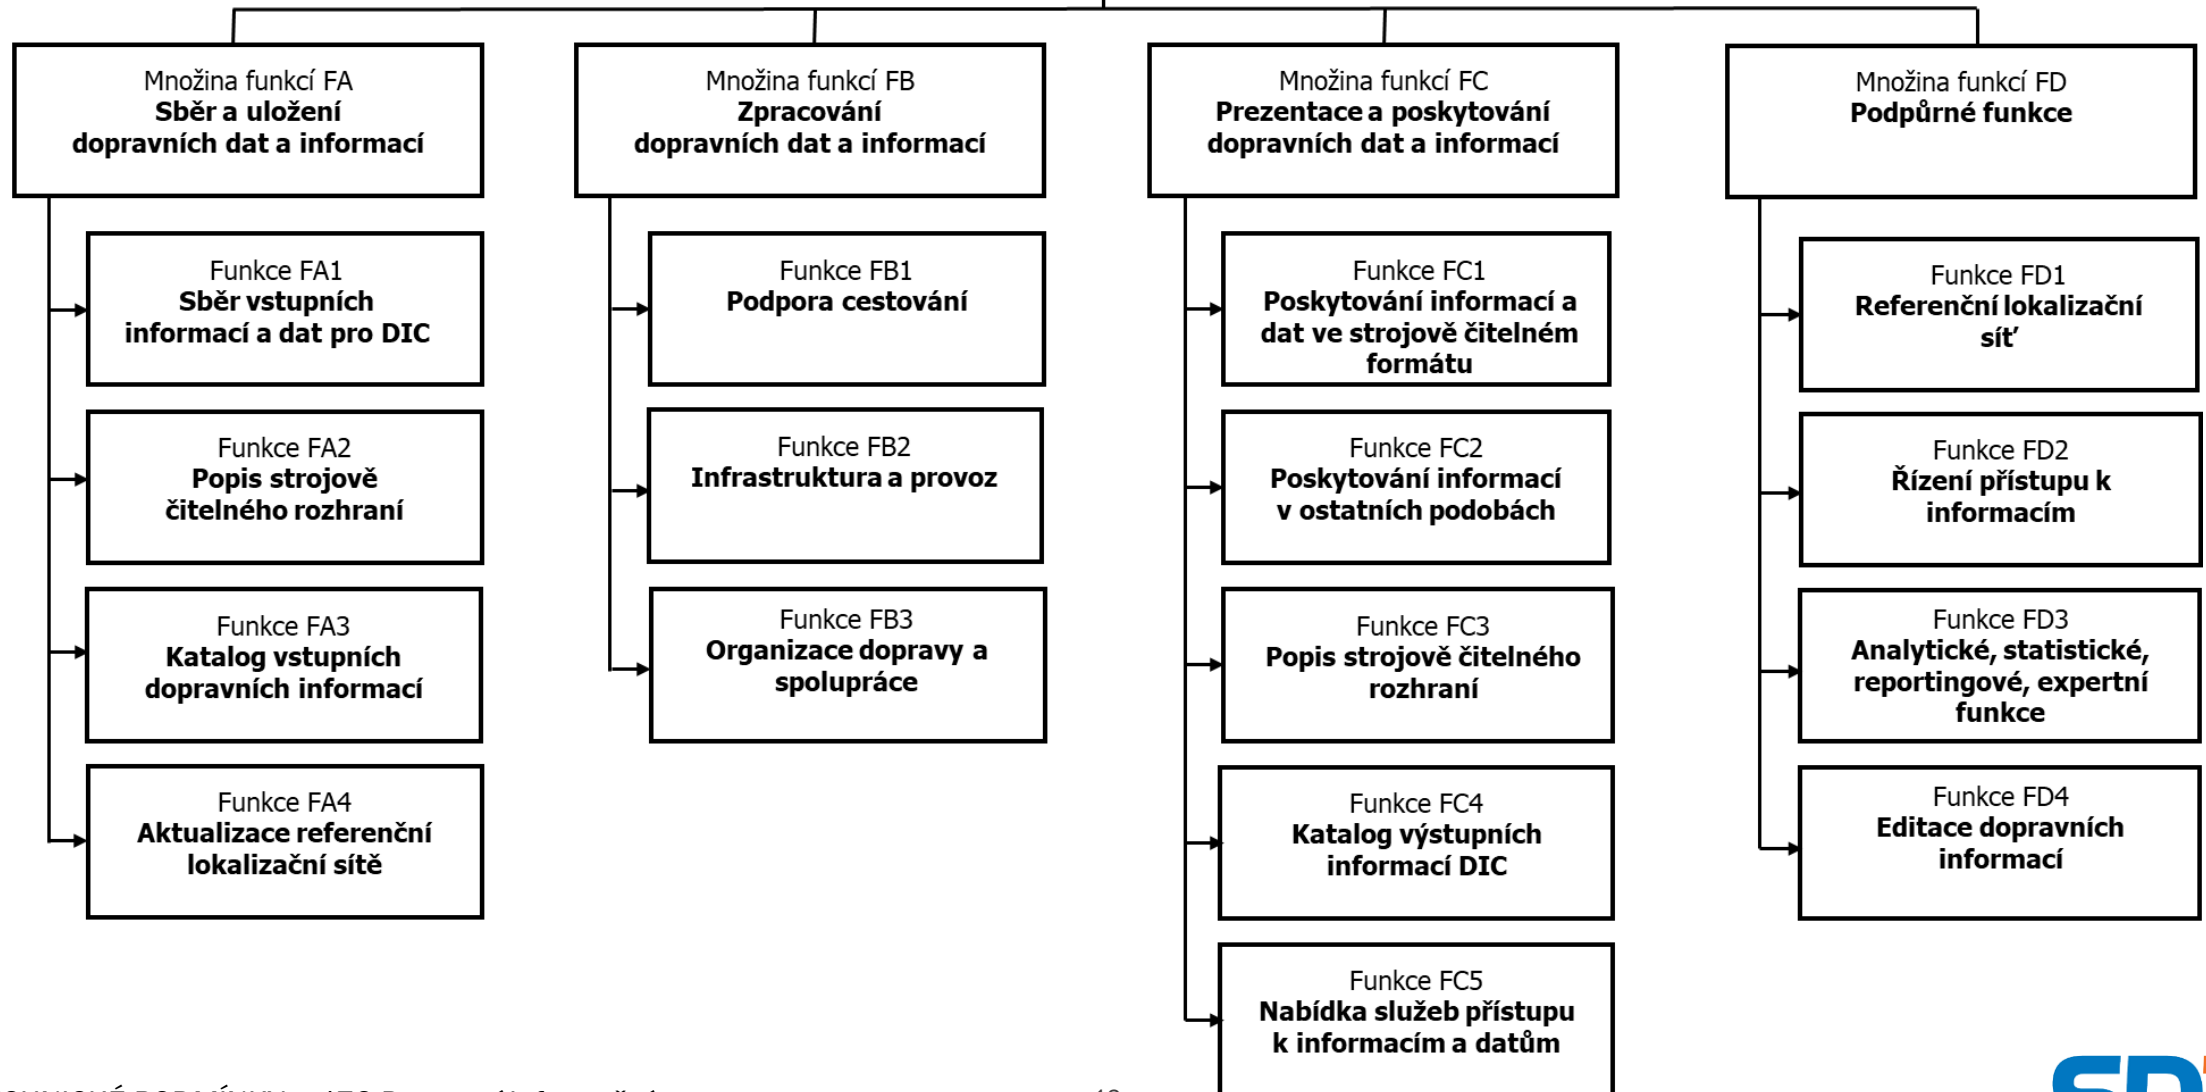 Množina funkcí FA
Sběr a uložení
dopravních dat a informací
Funkce FA1
Sběr vstupních
informací a dat pro DIC
Funkce FA2
Popis strojově
čitelného rozhraní
Funkce FA3
Katalog vstupních
dopravních informací
Funkce FA4
Aktualizace referenční
lokalizační sítě
Množina funkcí FB
Zpracování
dopravních dat a informací
Funkce FB1
Podpora cestování
Funkce FB2
Infrastruktura a provoz
Funkce FB3
Organizace dopravy a
spolupráce
Množina funkcí FC
Prezentace a poskytování
dopravních dat a informací
Funkce FC1
Poskytování informací a
dat ve strojově čitelném
formátu
Funkce FC2
Poskytování informací
v ostatních podobách
Funkce FC3
Popis strojově čitelného
rozhraní
Funkce FC4
Katalog výstupních
informací DIC
Funkce FC5
Nabídka služeb přístupu
k informacím a datům
Množina funkcí FD
Podpůrné funkce
Funkce FD1
Referenční lokalizační
síť
Funkce FD2
Řízení přístupu k
informacím
Funkce FD3
Analytické, statistické,
reportingové, expertní
funkce
Funkce FD4
Editace dopravních
informací